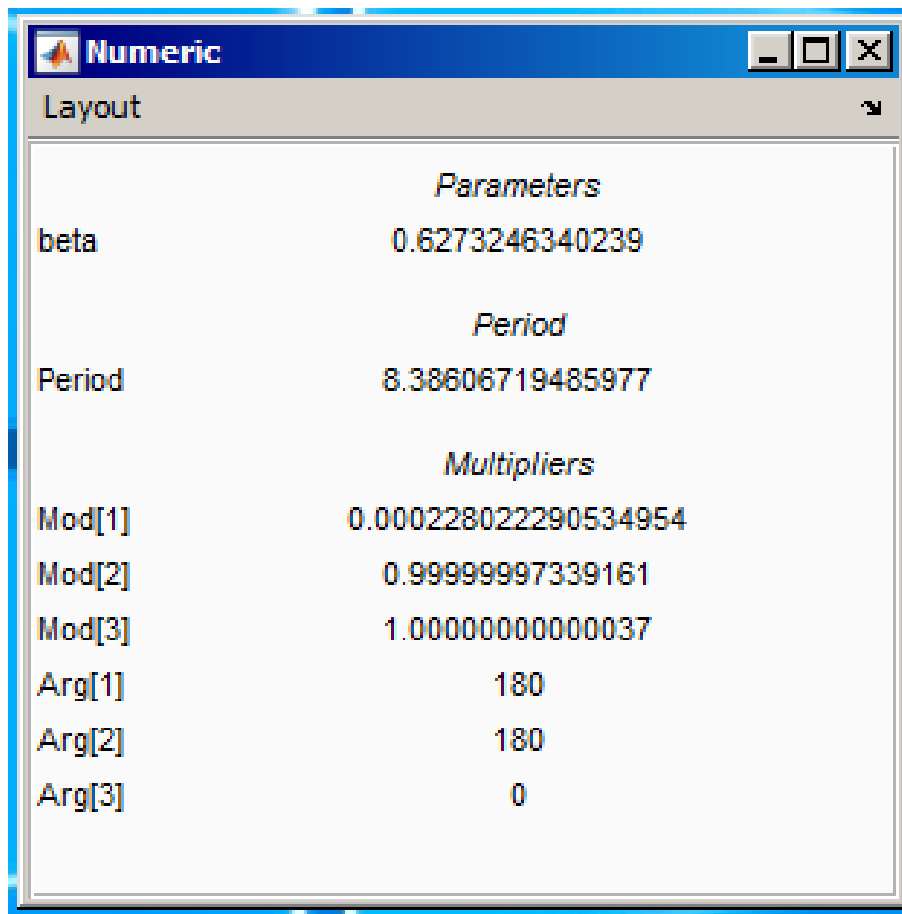 Numeric
Layout
Parameters
beta 0.6273246340239
Period
Period 8.38606719485977
Multipliers
Mod[1] 0.000228022290534954
Mod[2] 0.99999997339161
Mod[3] 1.00000000000037
Arg[1] 180
Arg[2] 180
Arg[3] 0